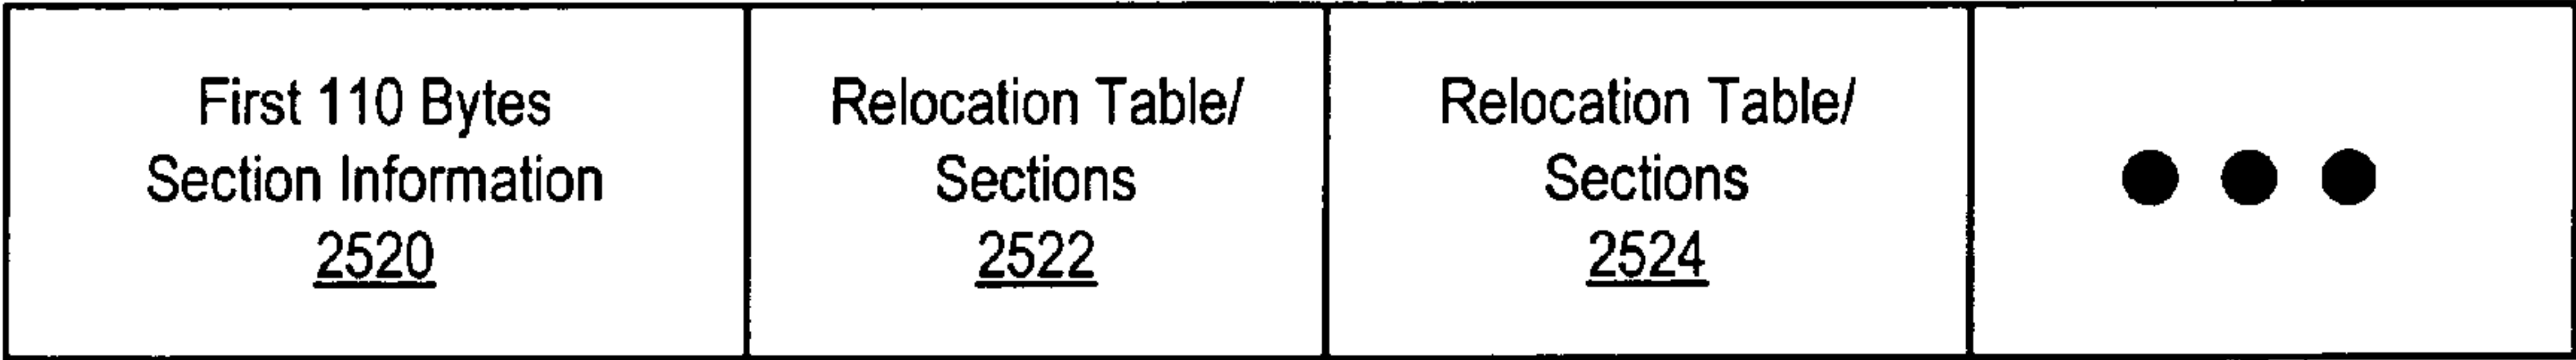 First 110 Bytes
Section Information
2520
Relocation Table/
Sections
2522
Relocation Table/
Sections
2524